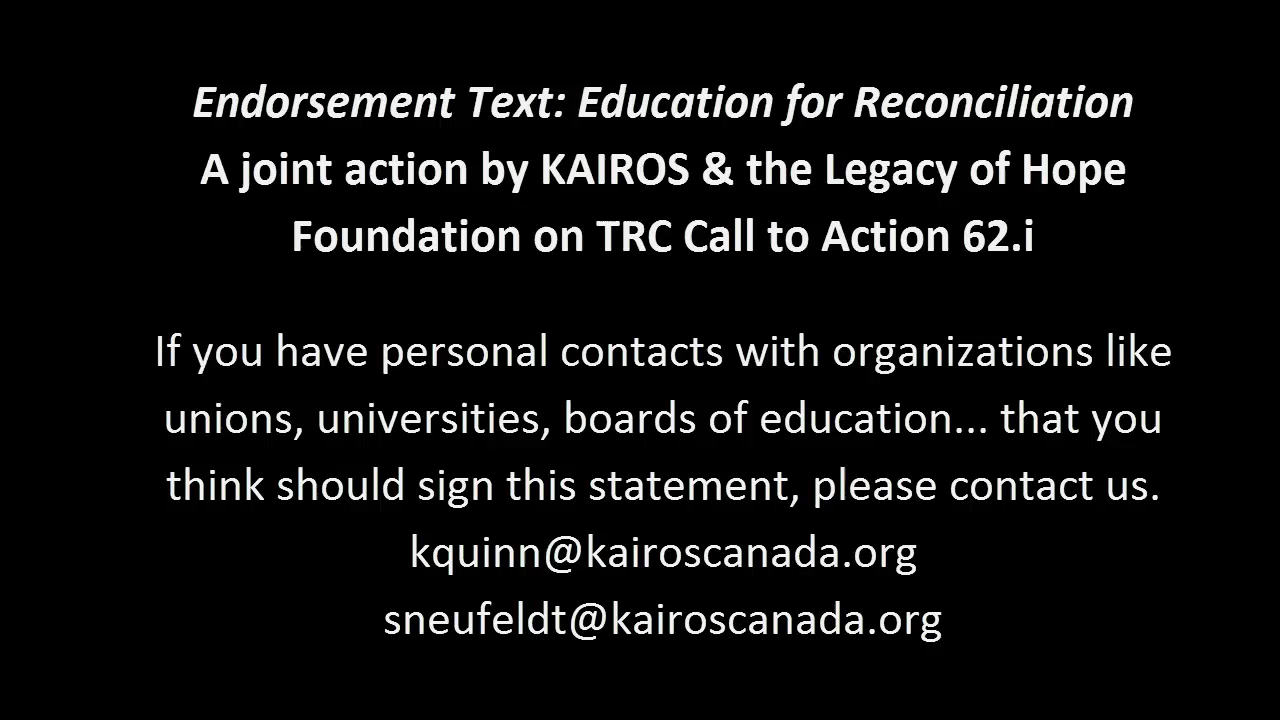 Endorsement Text: Education for Reconciliation
A joint action by KAIROS & the Legacy of Hope
Foundation on TRC Call to Action 62.i
If you have personal contacts with organizations like
unions, universities, boards of education... that you
think should sign this statement, please contact us.
kquinn@kairoscanada.org
sneufeldt@kairoscanada.org